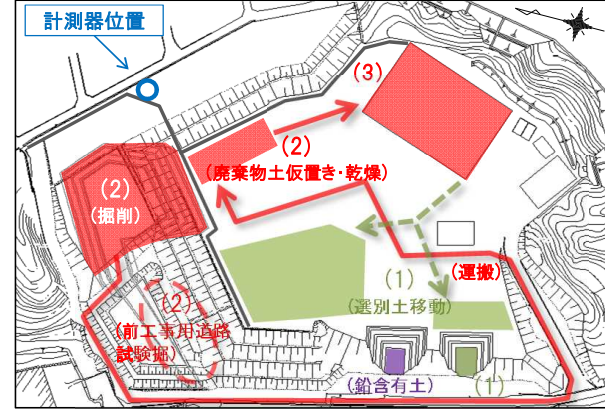 計測器位置
(3)
(2)
(廃棄物土仮置き・乾燥)
(2)
(掘削)
(1)
(選別土移動)
(運搬)
(2)
(前工事用道路
試験掘)
(鉛含有土)
(1)